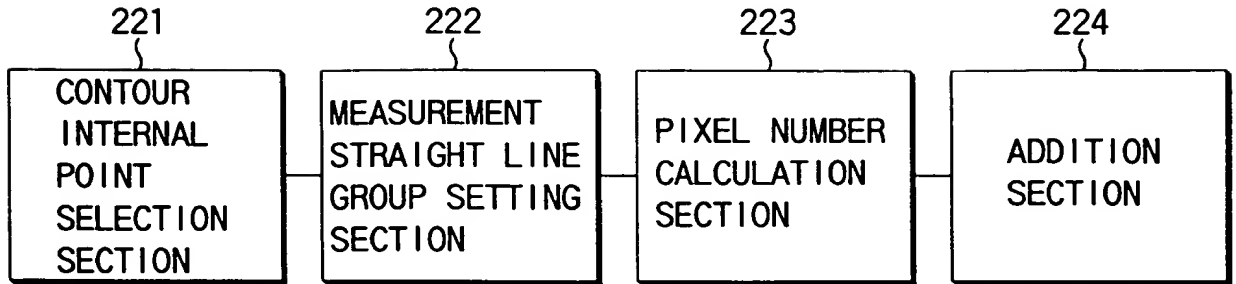 221
222
223
224
CONTOUR
INTERNAL
POINT
SELECTION
SECTION
MEASUREMENT
STRAIGHT LINE
GROUP SETTING
SECTION
PIXEL NUMBER
CALCULATION
SECTION
ADDITION
SECTION